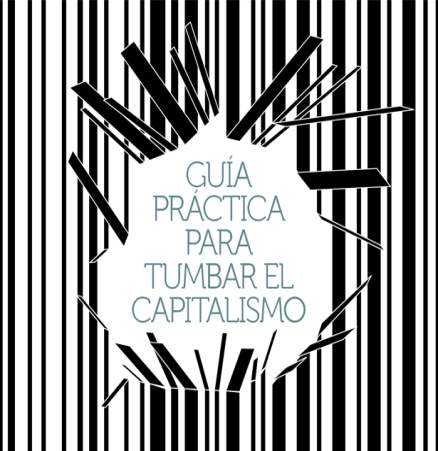 GUÍA
PRÁCTICA
PARA
TUMBAR EL
CAPITALISMO